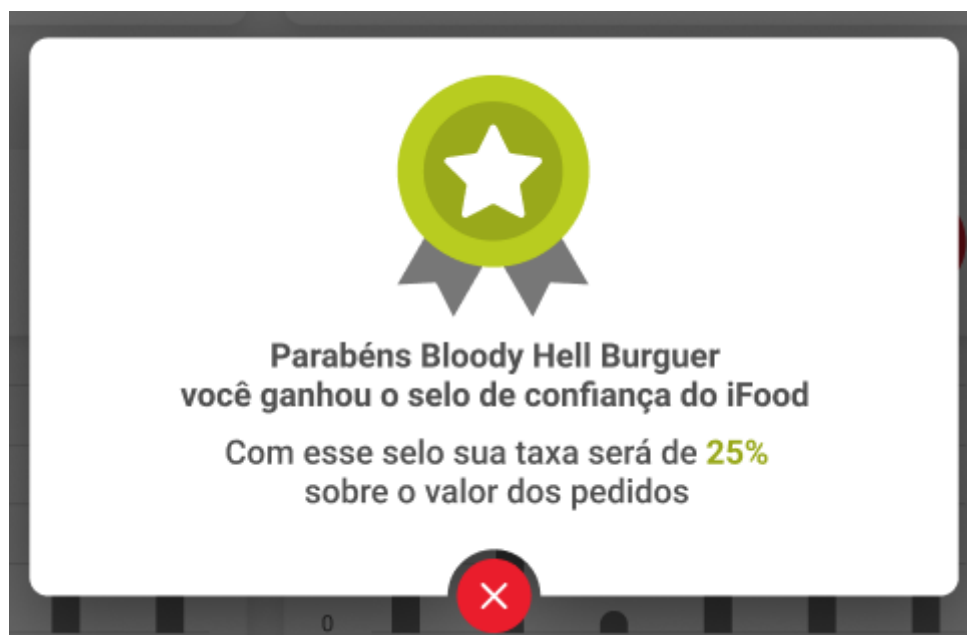 Parabéns Bloody Hell Burguer
você ganhou o selo de confiança do iFood
Com esse selo sua taxa será de 25%
sobre o valor dos pedidos
0